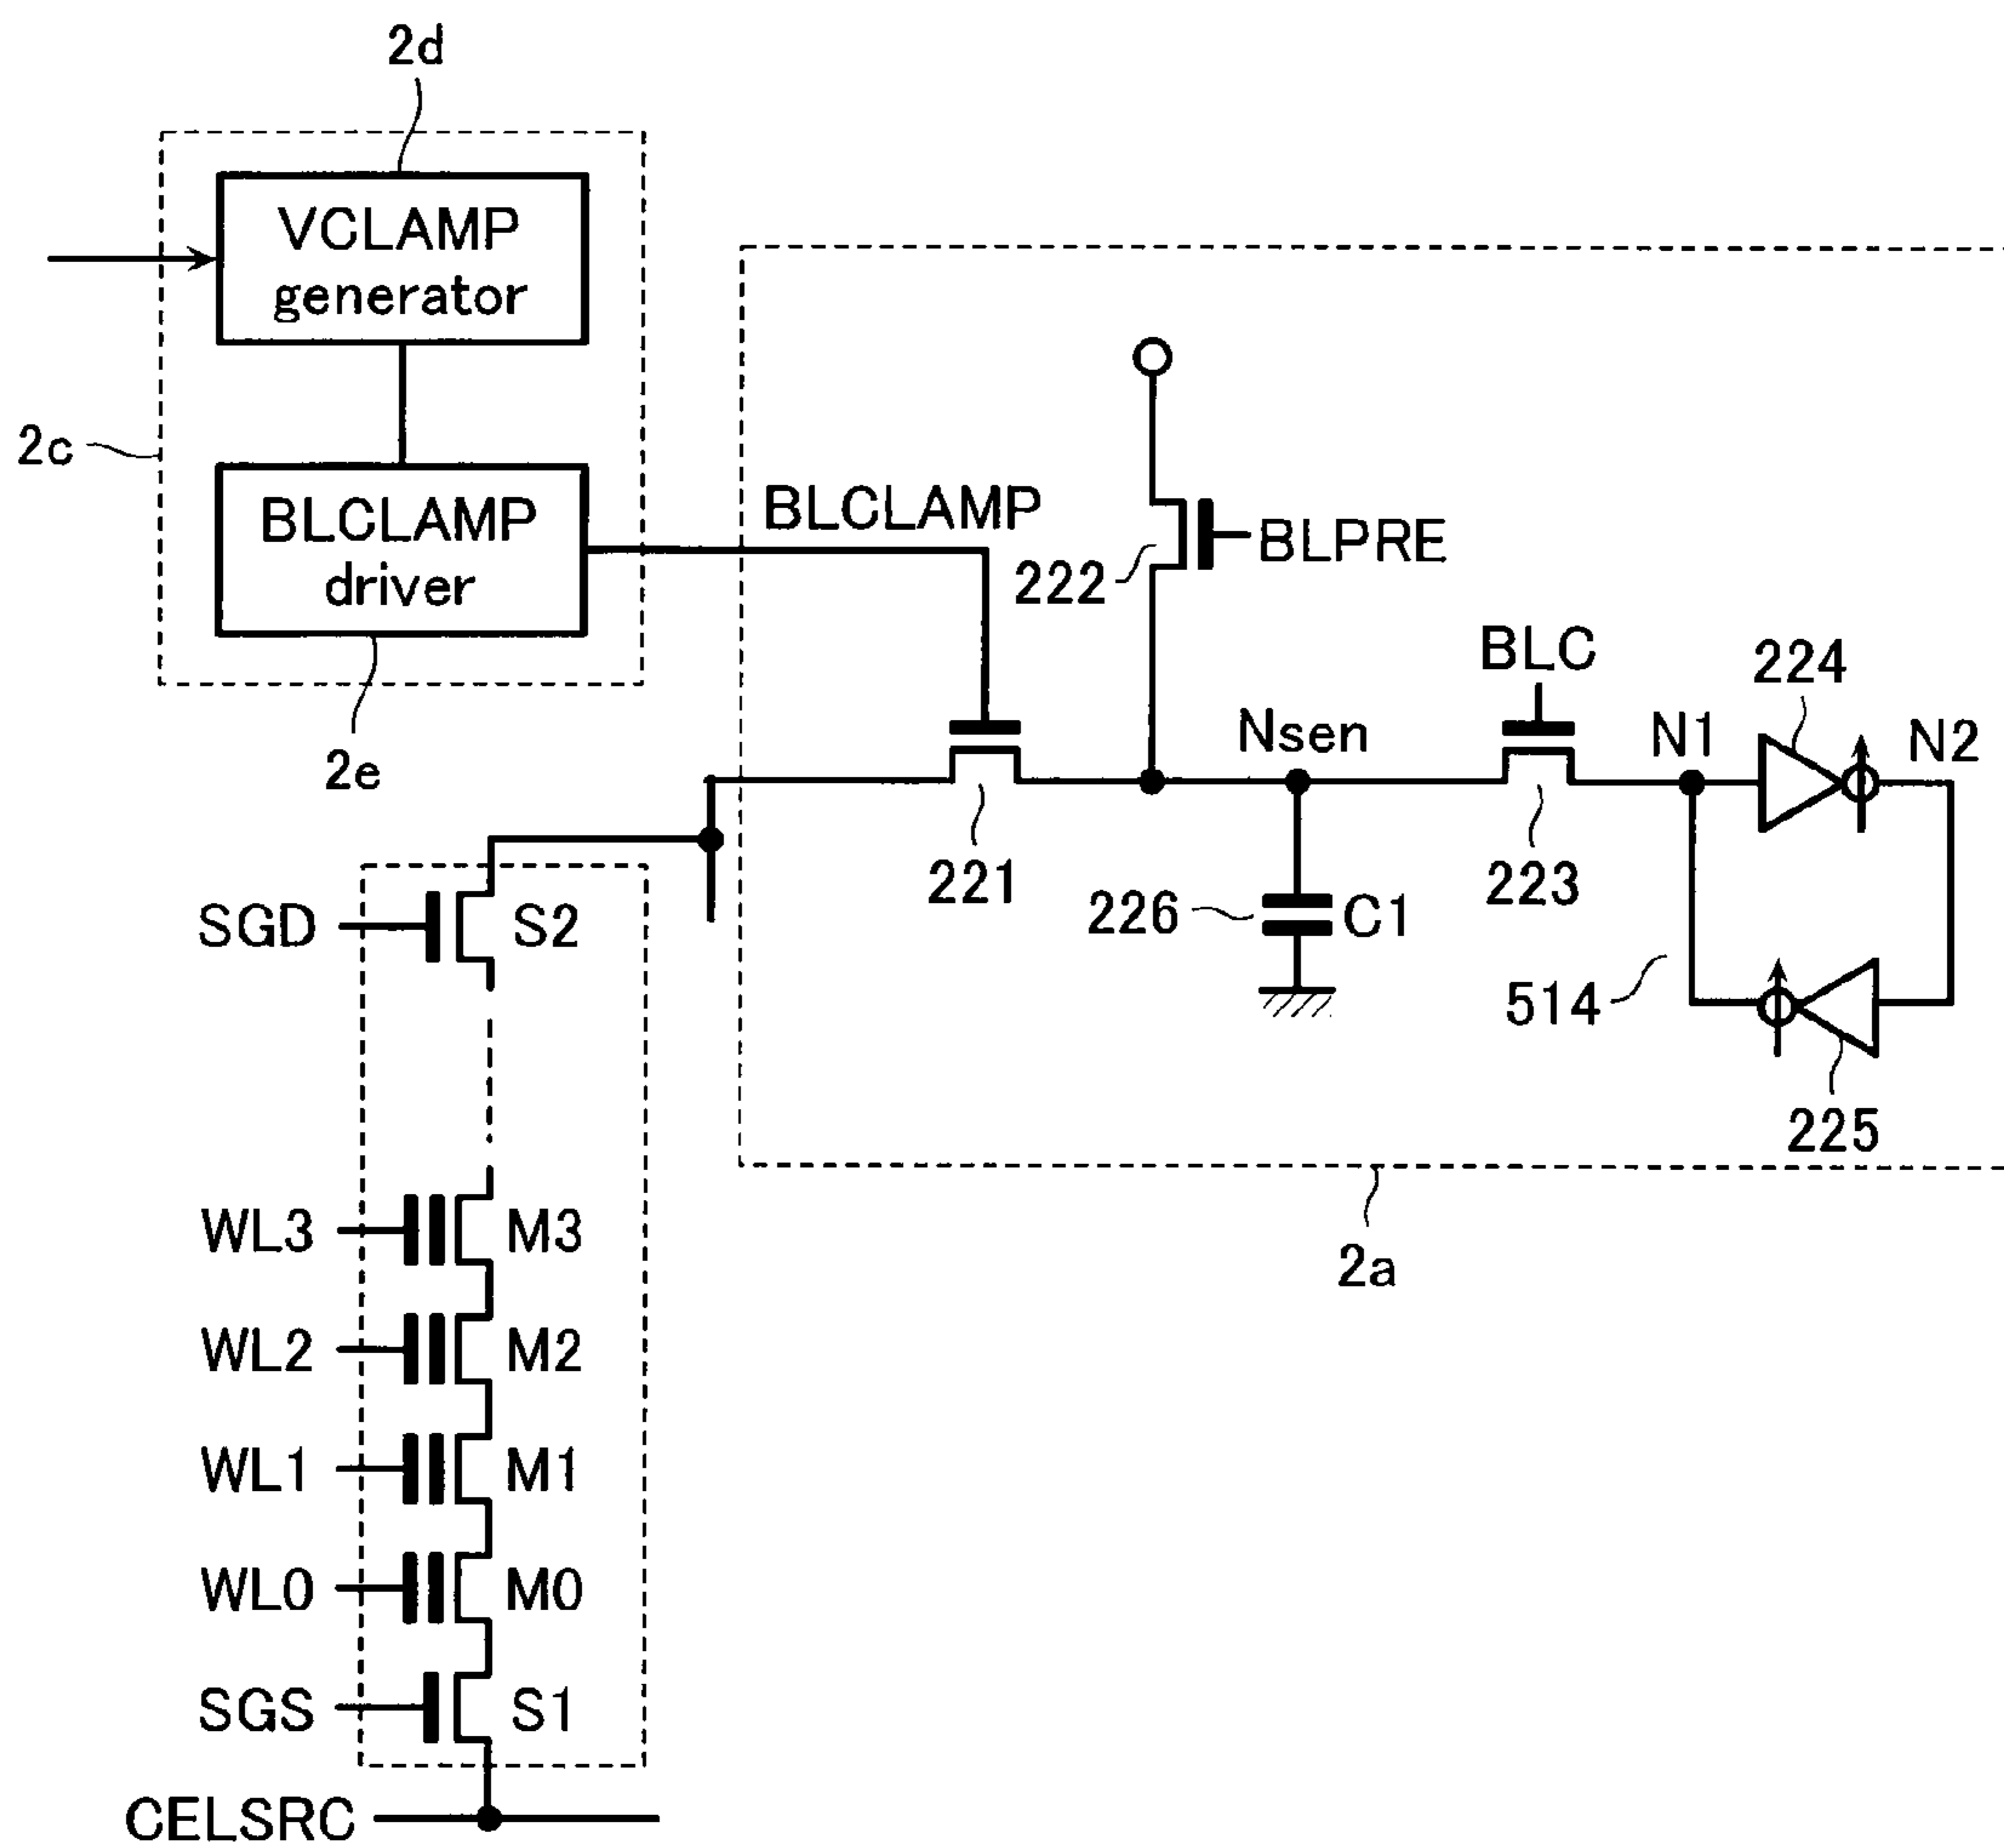 2d
VCLAMP
generator
2c
BLCLAMP
driver
2e
BLCLAMP
222
BLPRE
BLC
224
Nsen
N1
N2
221
226
C1
223
514
225
2a
SGD
S2
WL3
M3
WL2
M2
WL1
M1
WL0
M0
SGS
S1
CELSRC